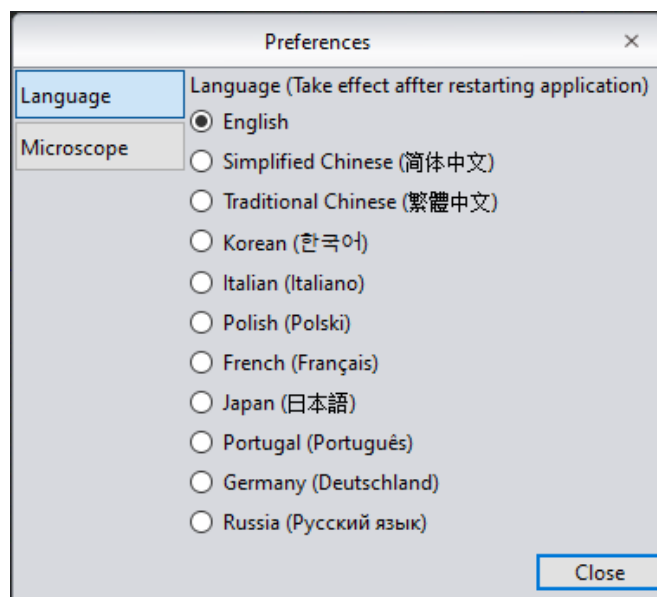 Preferences
Language
Microscope
Language (Take effect affter restarting application)
English
Simplified Chinese (简体中文)
Traditional Chinese (繁體中文)
Korean (한국어)
Italian (Italiano)
Polish (Polski)
French (Français)
Japan (日本語)
Portugal (Português)
Germany (Deutschland)
Russia (Русский язык)
Close